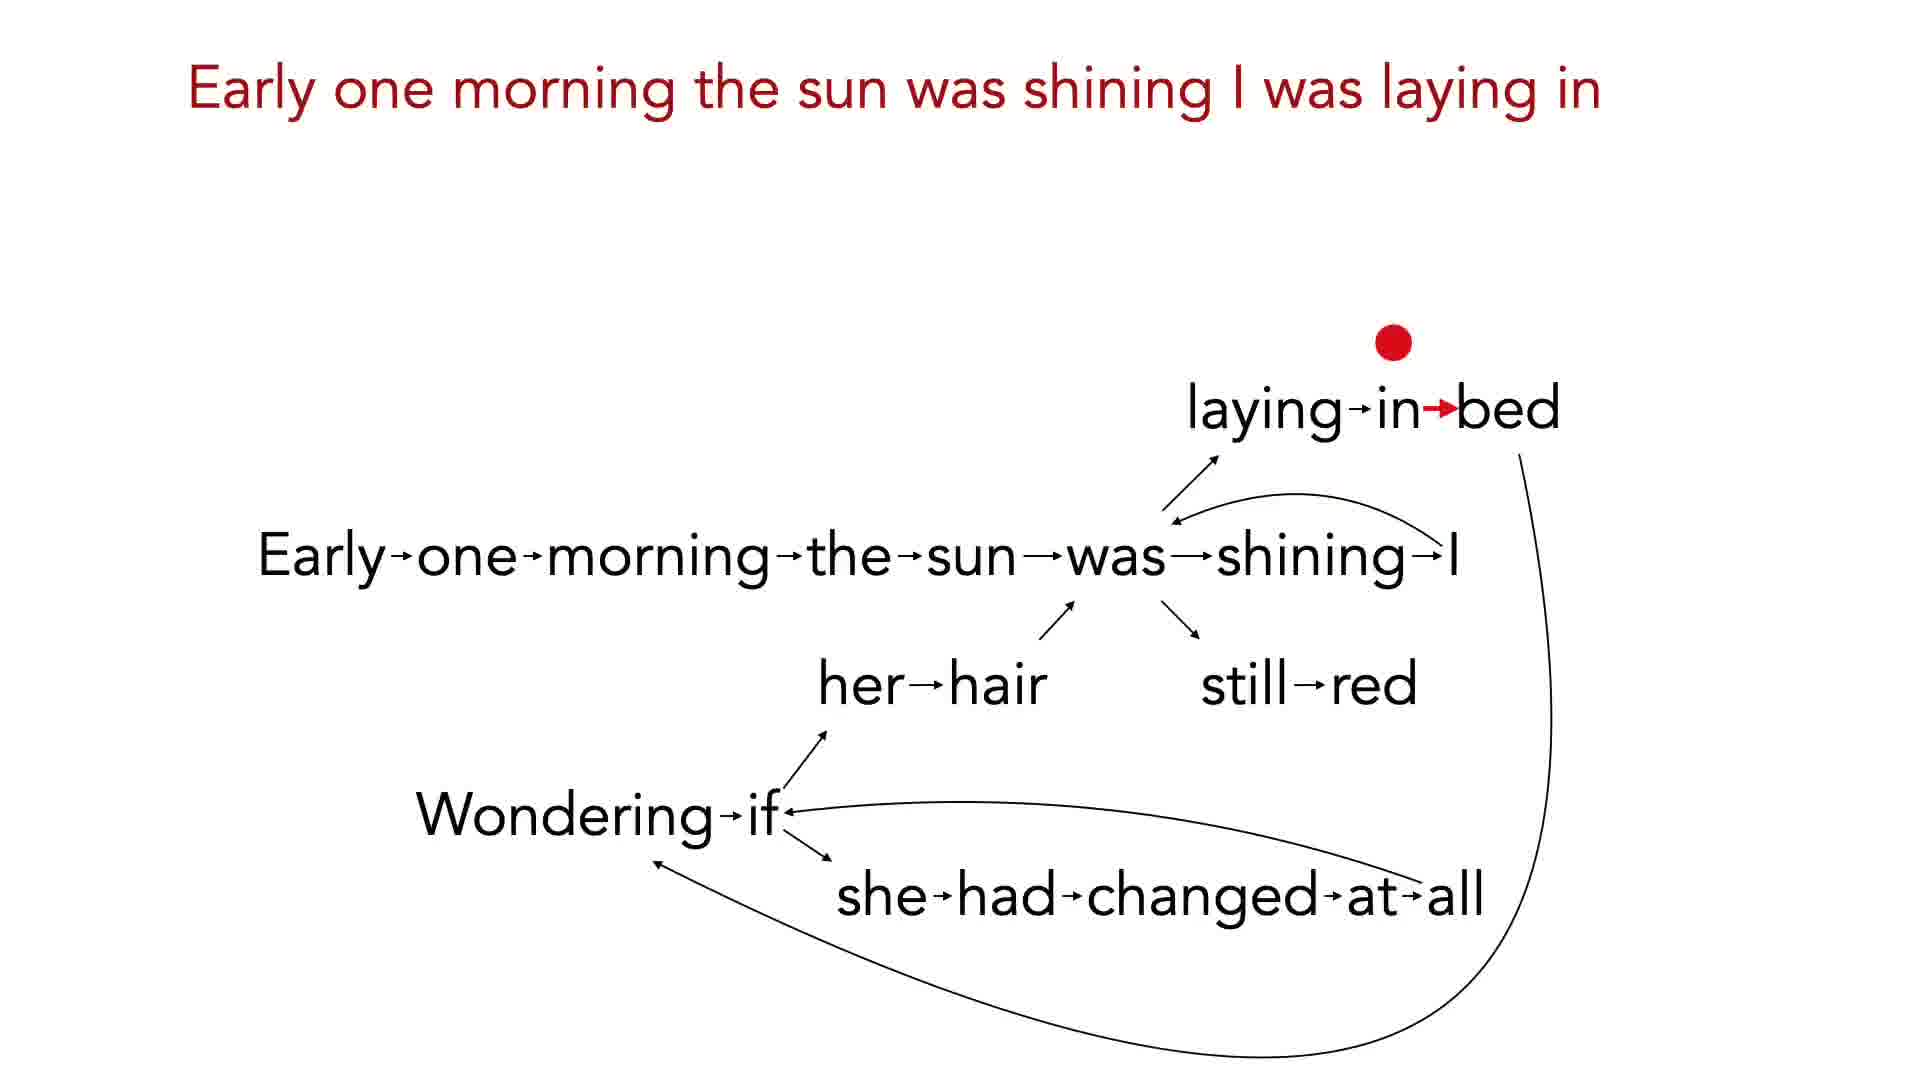 Early one morning the sun was shining I was laying in
laying in bed
Early one morning the sun was shining I
her hair still red
Wondering if
she had changed at all